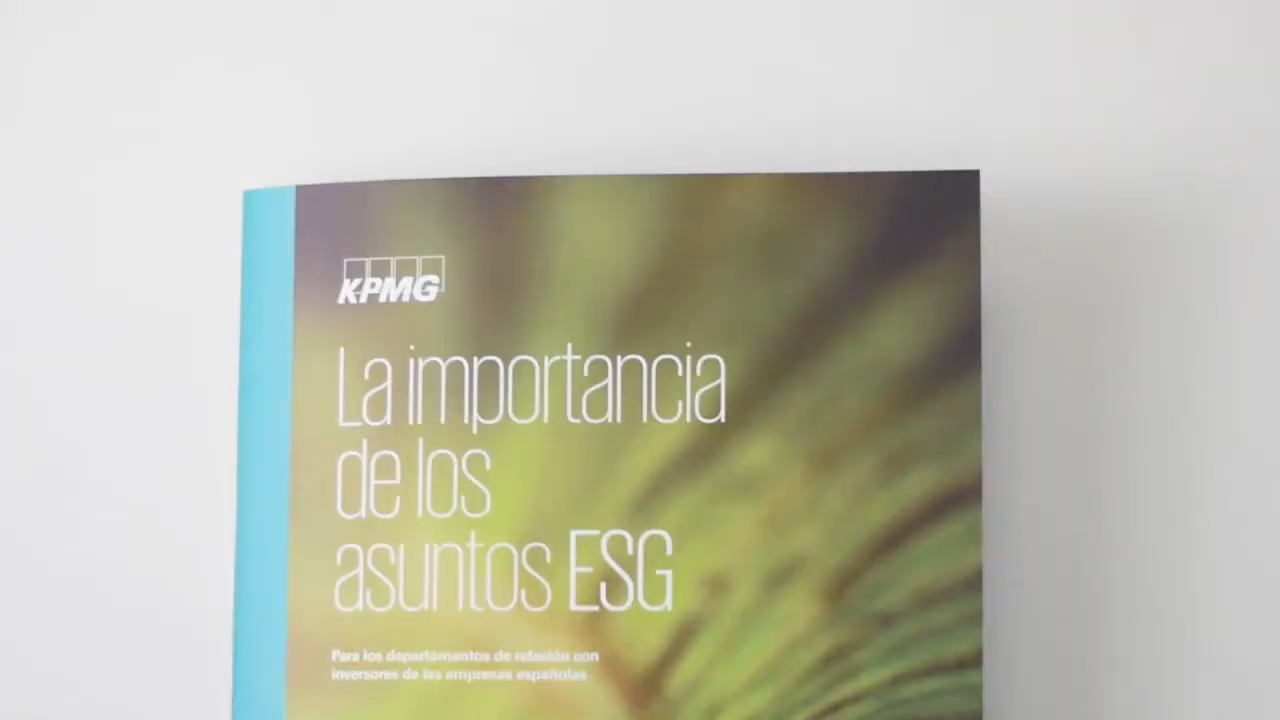 KPMG
La importancia
de los
asuntos ESG
Para los departamentos de relación con
inversores de las empresas españolas